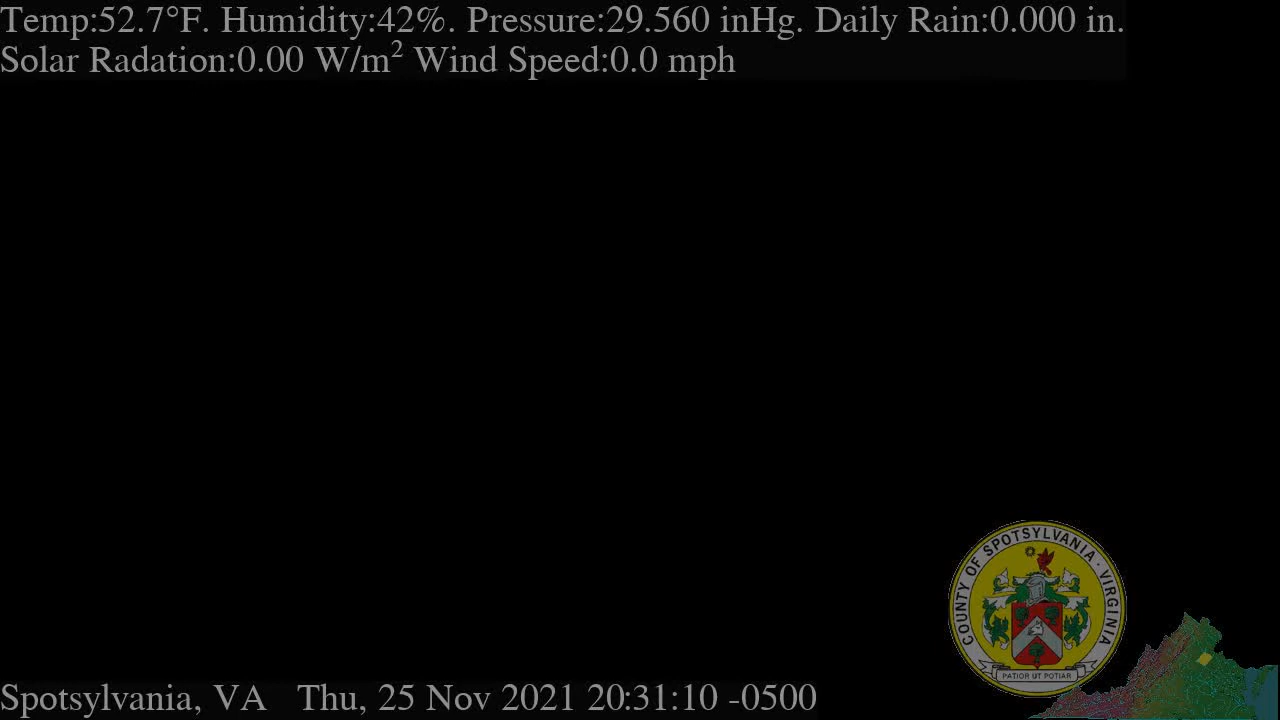 Temp:52.7°F. Humidity:42%. Pressure:29.560 inHg. Daily Rain:0.000 in.
Solar Radation:0.00 W/m² Wind Speed:0.0 mph
COUNTY OF SPOTSYLVANIA · VIRGINIA
PATIOR UT POTIAR
Spotsylvania, VA Thu, 25 Nov 2021 20:31:10 -0500